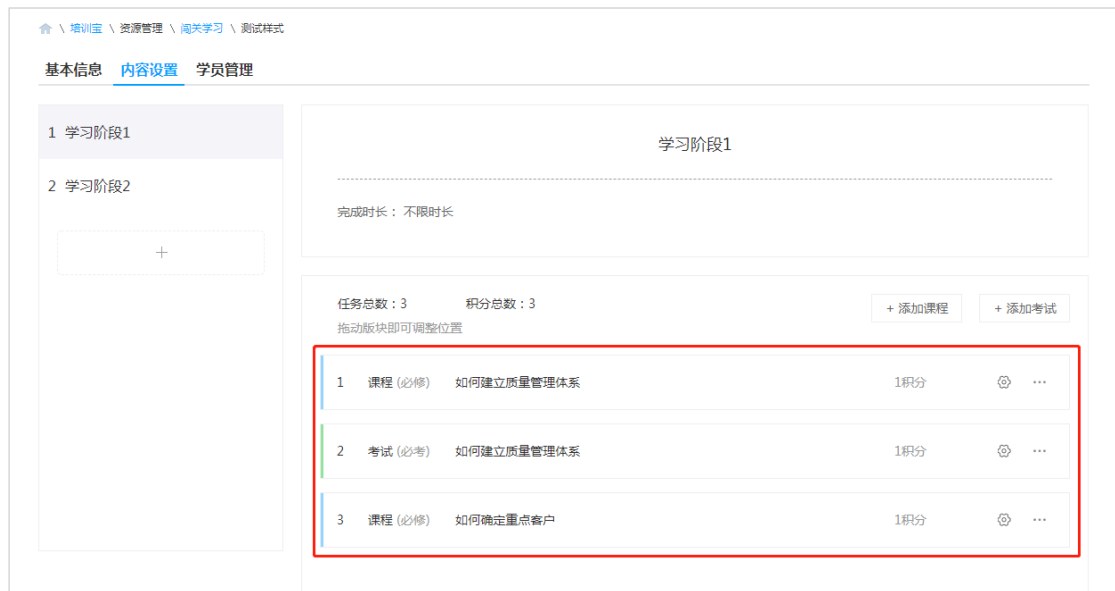 \ 培训宝 \ 资源管理 \ 闯关学习 \ 测试样式
基本信息 内容设置 学员管理
1 学习阶段1
2 学习阶段2
+
学习阶段1
完成时长： 不限时长
任务总数：3 积分总数：3
+ 添加课程 + 添加考试
拖动版块即可调整位置
1 课程 (必修) 如何建立质量管理体系 1积分 ···
2 考试 (必考) 如何建立质量管理体系 1积分 ···
3 课程 (必修) 如何确定重点客户 1积分 ···